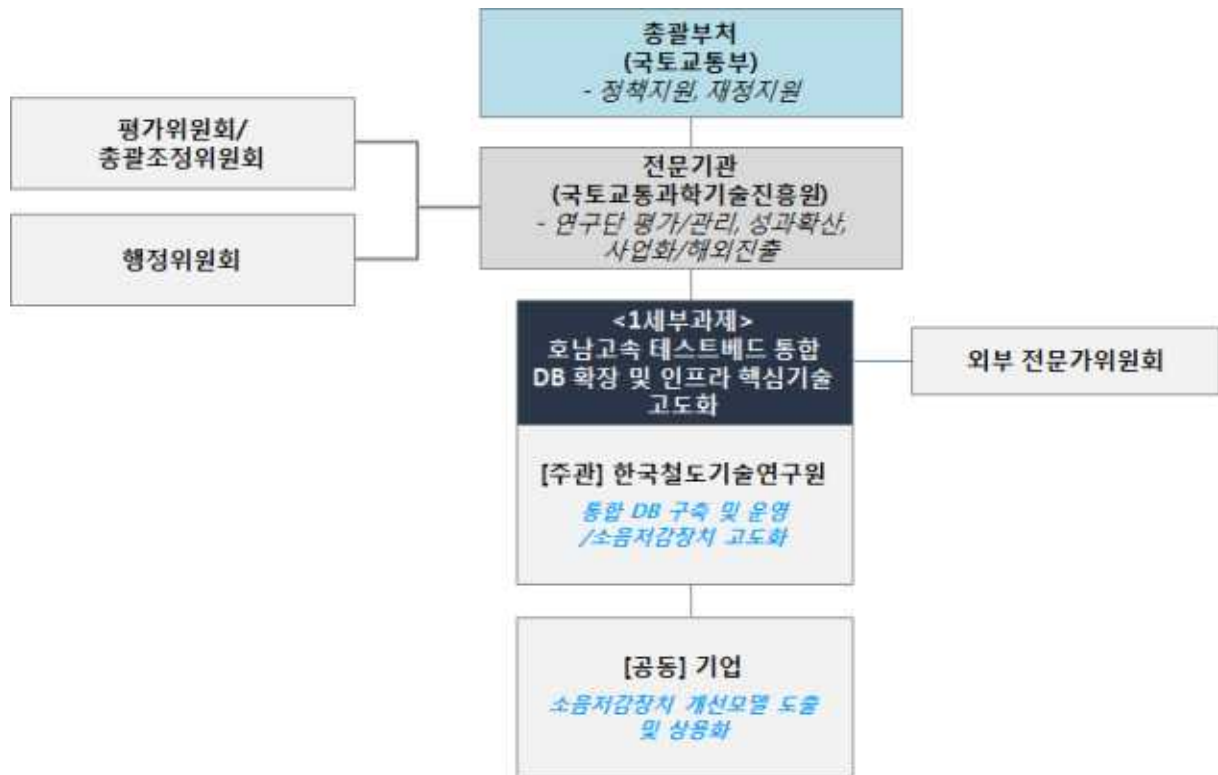 총괄부처
(국토교통부)
- 정책지원, 재정지원
평가위원회/
총괄조정위원회
행정위원회
전문기관
(국토교통과학기술진흥원)
- 연구단 평가/관리, 성과확산,
사업화/해외진출
<1세부과제>
호남고속 테스트베드 통합
DB 확장 및 인프라 핵심기술
고도화
외부 전문가위원회
[주관] 한국철도기술연구원
통합 DB 구축 및 운영
/소음저감장치 고도화
[공동] 기업
소음저감장치 개선모델 도출
및 상용화